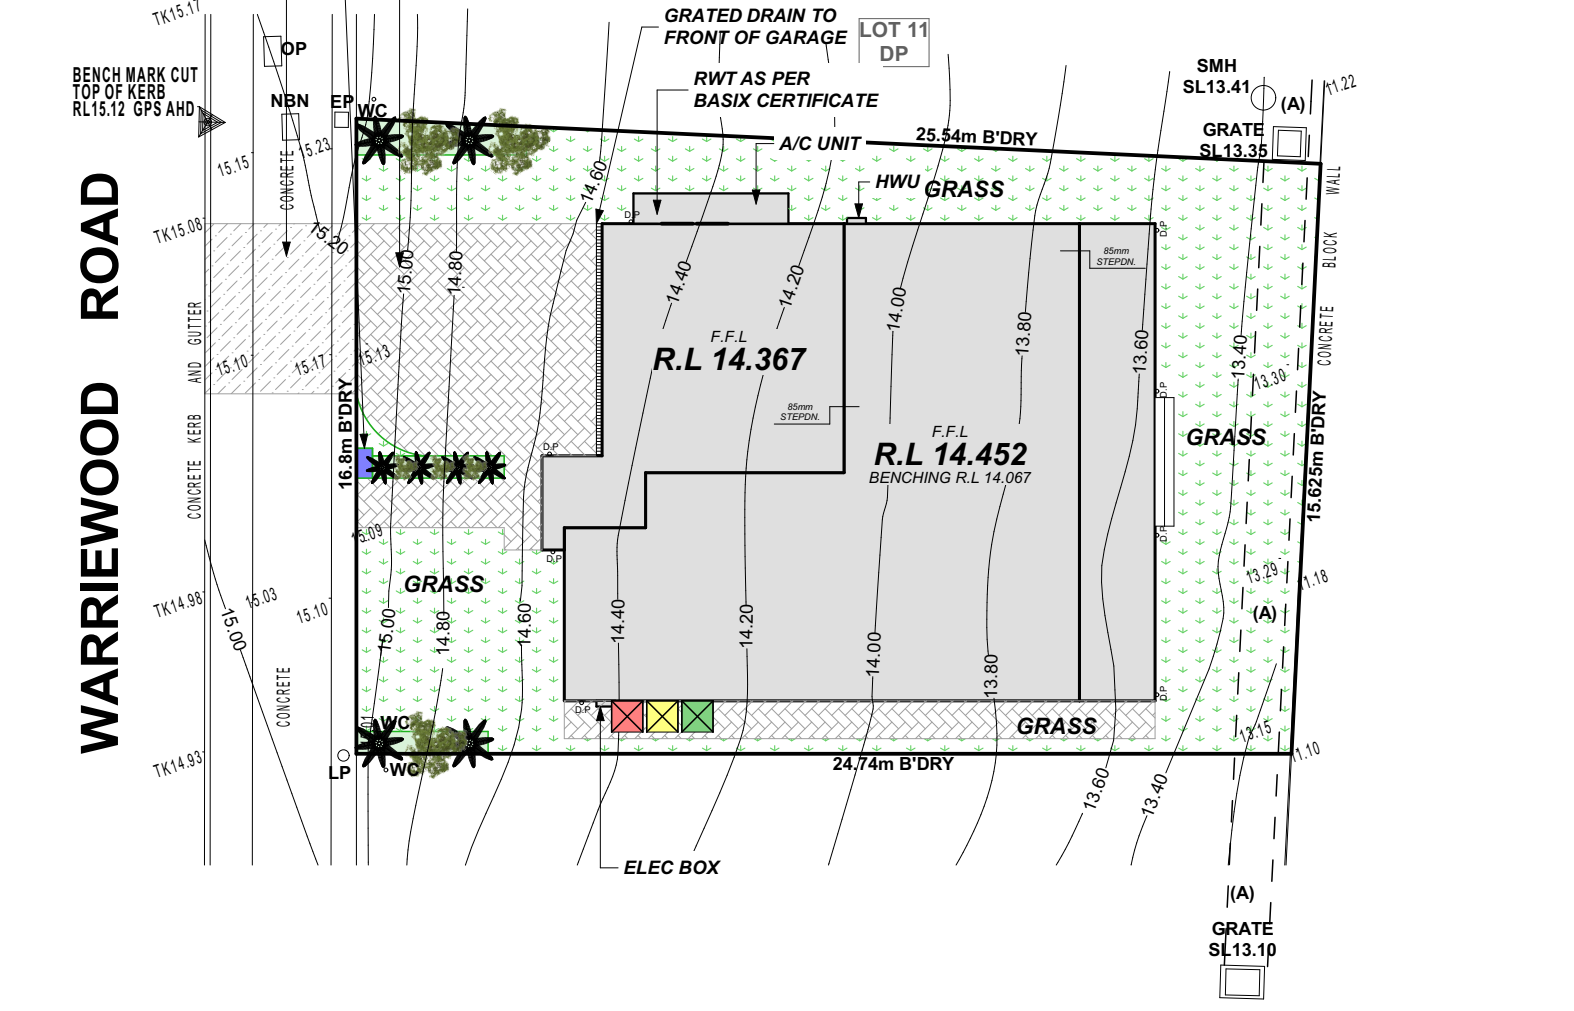 TK15.17
GRATED DRAIN TO
FRONT OF GARAGE
LOT 11
DP
OP
BENCH MARK CUT
TOP OF KERB
RL15.12 GPS AHD
NBN
EP
WC
RWT AS PER
BASIX CERTIFICATE
SMH
SL13.41
(A)
11.22
GRATE
SL13.35
A/C UNIT
25.54m B'DRY
15.15
15.23
CONCRETE
14.60
HWU
GRASS
WALL
BLOCK
CONCRETE
TK15.08
15.20
D.P
D.P
85mm
STEPDN.
15.00
14.80
14.40
14.20
14.00
13.80
13.60
13.40
F.F.L
R.L 14.367
15.10
15.17
15.13
13.30
D.P
85mm
STEPDN.
WARRIEWOOD ROAD
CONCRETE KERB AND GUTTER
16.8m B'DRY
F.F.L
R.L 14.452
BENCHING R.L 14.067
GRASS
15.625m B'DRY
D.P
15.09
D.P
D.P
GRASS
13.29
11.18
(A)
TK14.98
15.03
15.10
15.00
15.00
14.80
14.60
14.40
14.20
14.00
13.80
CONCRETE
D.P
D.P
WC
GRASS
13.15
11.10
TK14.93
LP
WC
24.74m B'DRY
13.60
13.40
ELEC BOX
(A)
GRATE
SL13.10